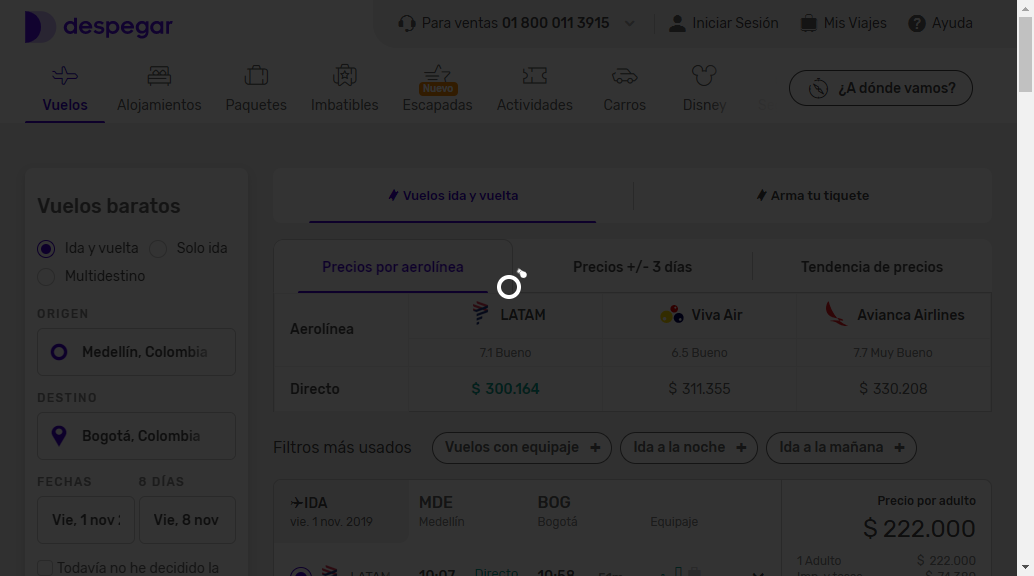 despegar
Para ventas 01 800 011 3915
Iniciar Sesión
Mis Viajes
Ayuda
Vuelos
Alojamientos
Paquetes
Imbatibles
Nuevo
Escapadas
Actividades
Carros
Disney
¿A dónde vamos?
Vuelos baratos
Ida y vuelta
Solo ida
Multidestino
ORIGEN
Medellín, Colombia
DESTINO
Bogotá, Colombia
FECHAS
8 DÍAS
Vie, 1 nov
Vie, 8 nov
Todavía no he decidido la
Vuelos ida y vuelta
Arma tu tiquete
Precios por aerolínea
Precios +/- 3 días
Tendencia de precios
Aerolínea
LATAM
Viva Air
Avianca Airlines
7.1 Bueno
6.5 Bueno
7.7 Muy Bueno
Directo
$ 300.164
$ 311.355
$ 330.208
Filtros más usados
Vuelos con equipaje +
Ida a la noche +
Ida a la mañana +
IDA
vie. 1 nov. 2019
MDE
Medellín
BOG
Bogotá
Equipaje
LATAM
10:07
Directo
10:58
51m
Precio por adulto
$ 222.000
1 Adulto
$ 222.000